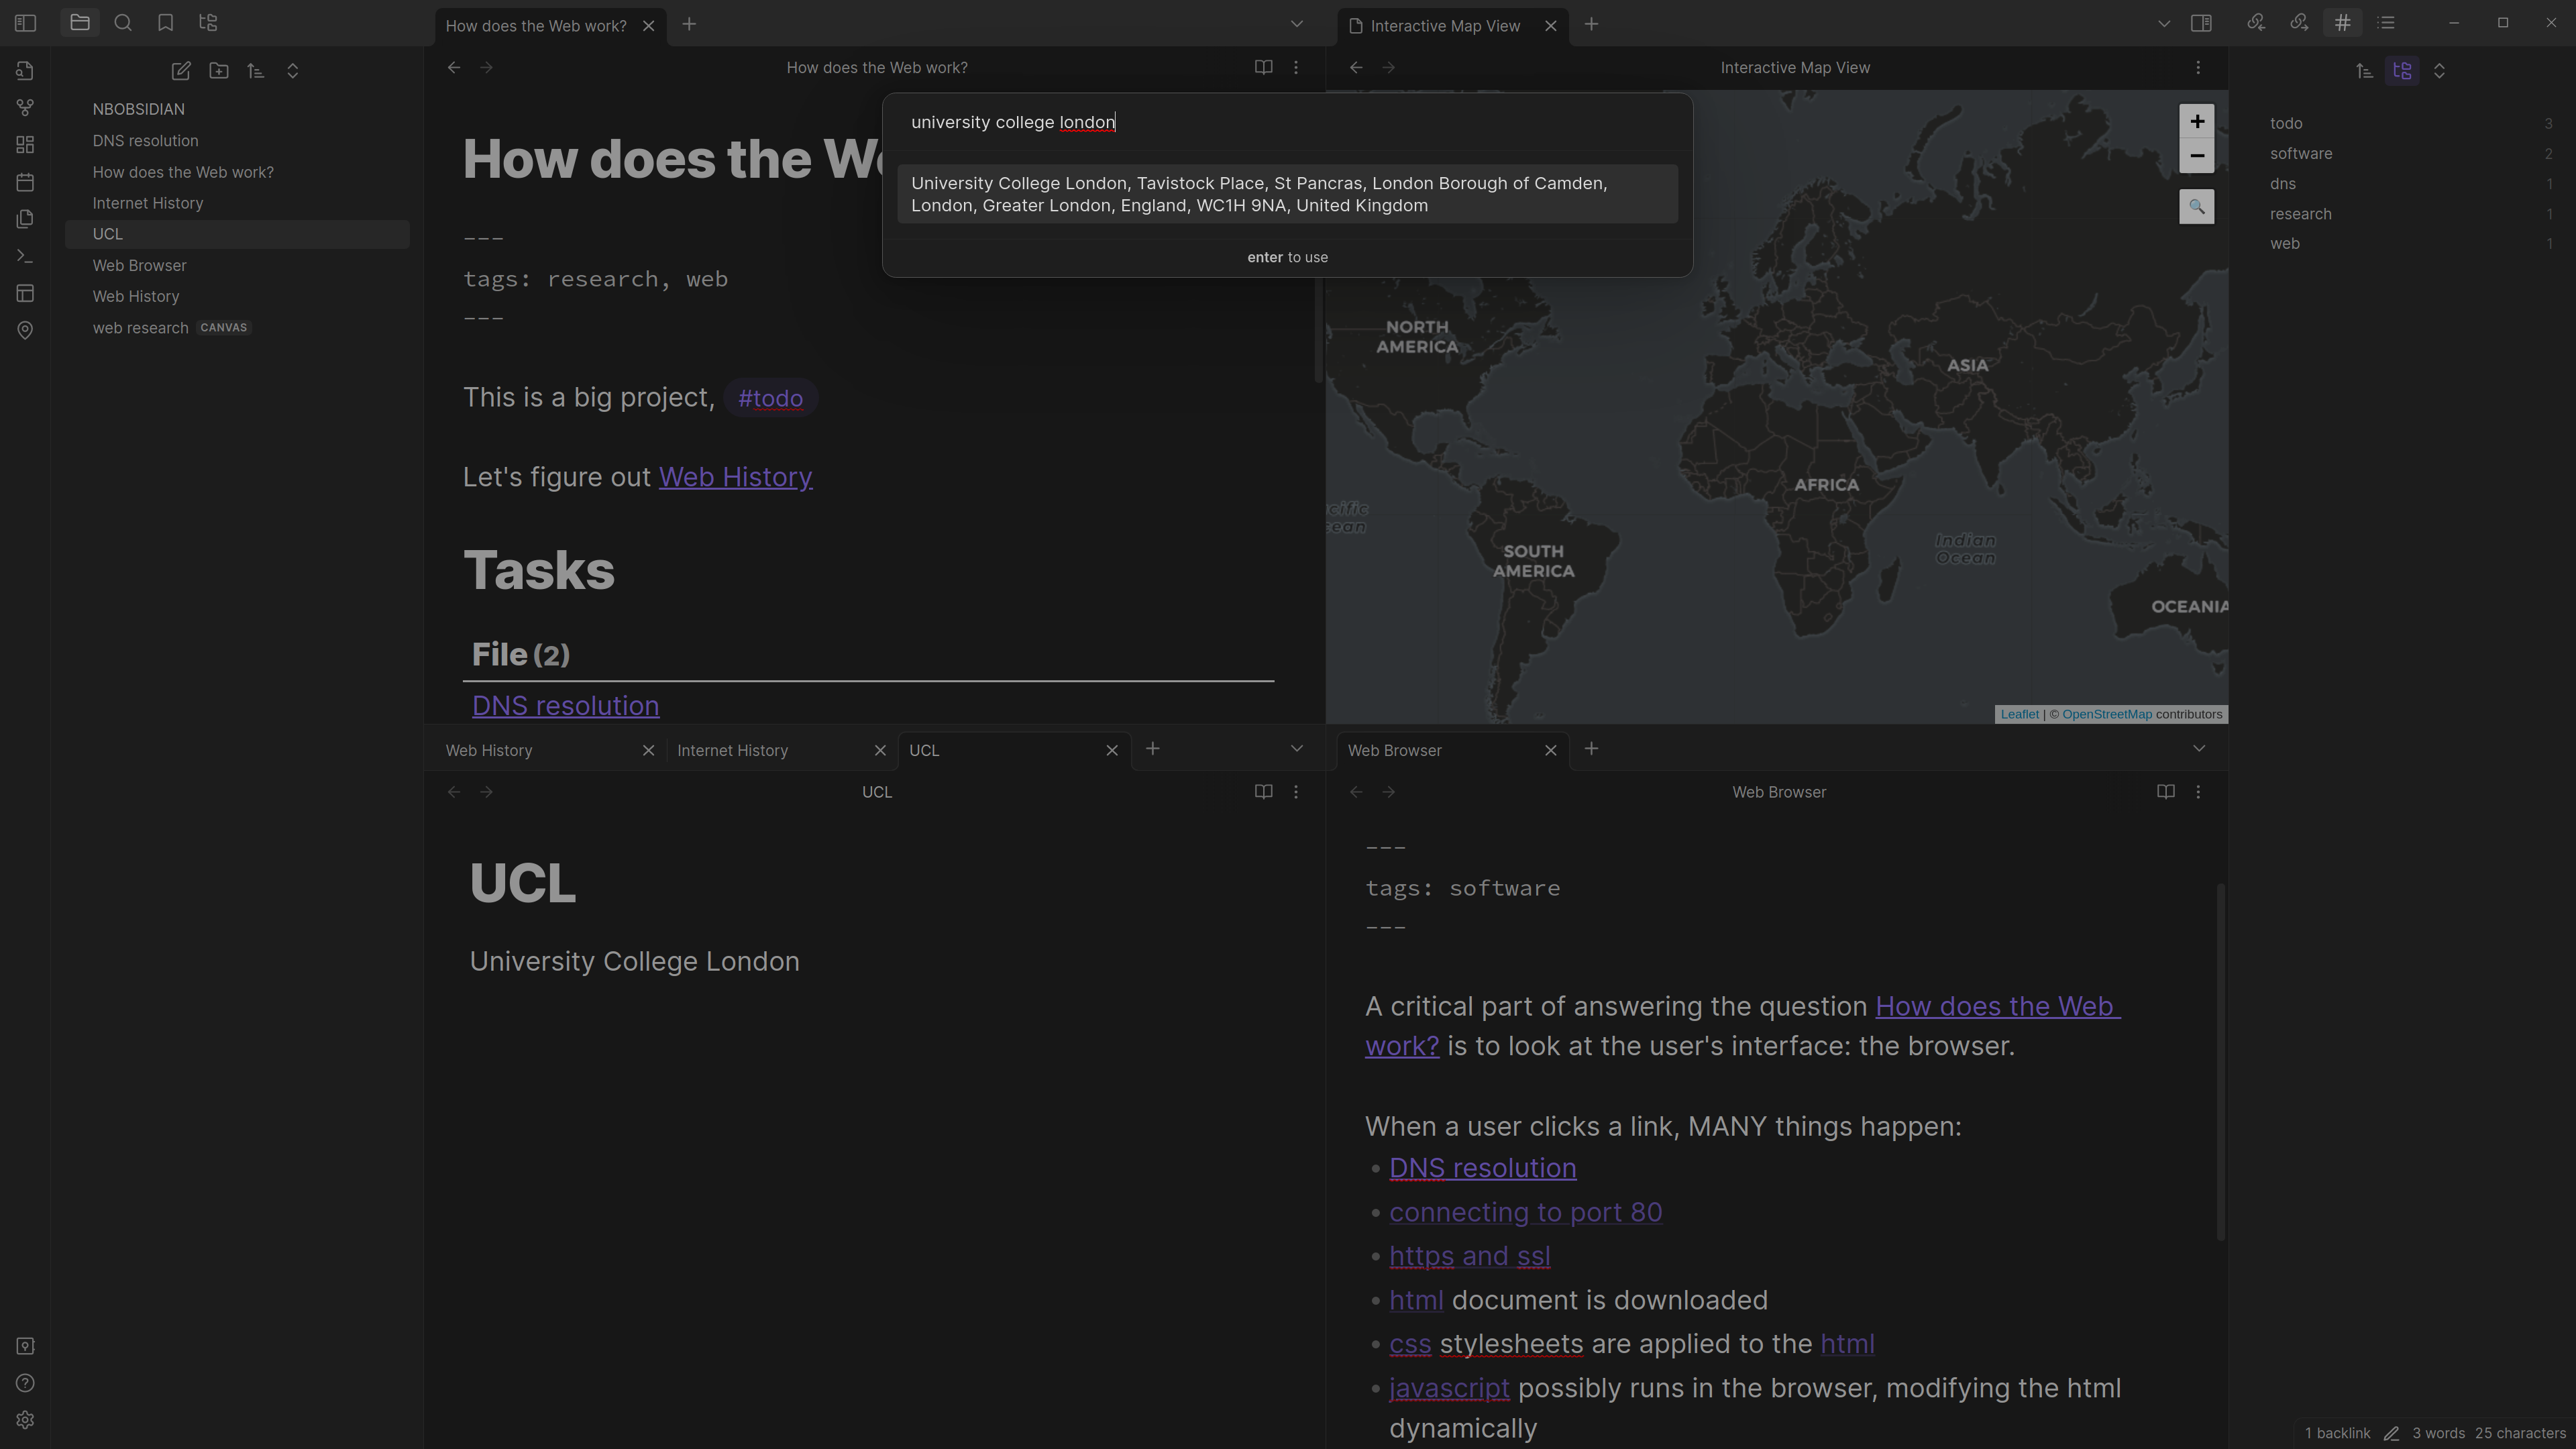 How does the Web work?
Interactive Map View
How does the Web work?
Interactive Map View
NBOBSIDIAN
DNS resolution
How does the Web work?
Internet History
UCL
Web Browser
Web History
web research CANVAS
university college london
University College London, Tavistock Place, St Pancras, London Borough of Camden,
London, Greater London, England, WC1H 9NA, United Kingdom
enter to use
How does the We
---
tags: research, web
---
This is a big project, #todo
Let's figure out Web History
Tasks
File (2)
DNS resolution
+
−
NORTH
AMERICA
ASIA
AFRICA
cific
cean
SOUTH
AMERICA
Indian
Ocean
OCEANIA
Leaflet | © OpenStreetMap contributors
todo 3
software 2
dns 1
research 1
web 1
Web History
Internet History
UCL
UCL
UCL
University College London
Web Browser
Web Browser
---
tags: software
---
A critical part of answering the question How does the Web
work? is to look at the user's interface: the browser.
When a user clicks a link, MANY things happen:
• DNS resolution
• connecting to port 80
• https and ssl
• html document is downloaded
• css stylesheets are applied to the html
• javascript possibly runs in the browser, modifying the html
dynamically
1 backlink 3 words 25 characters